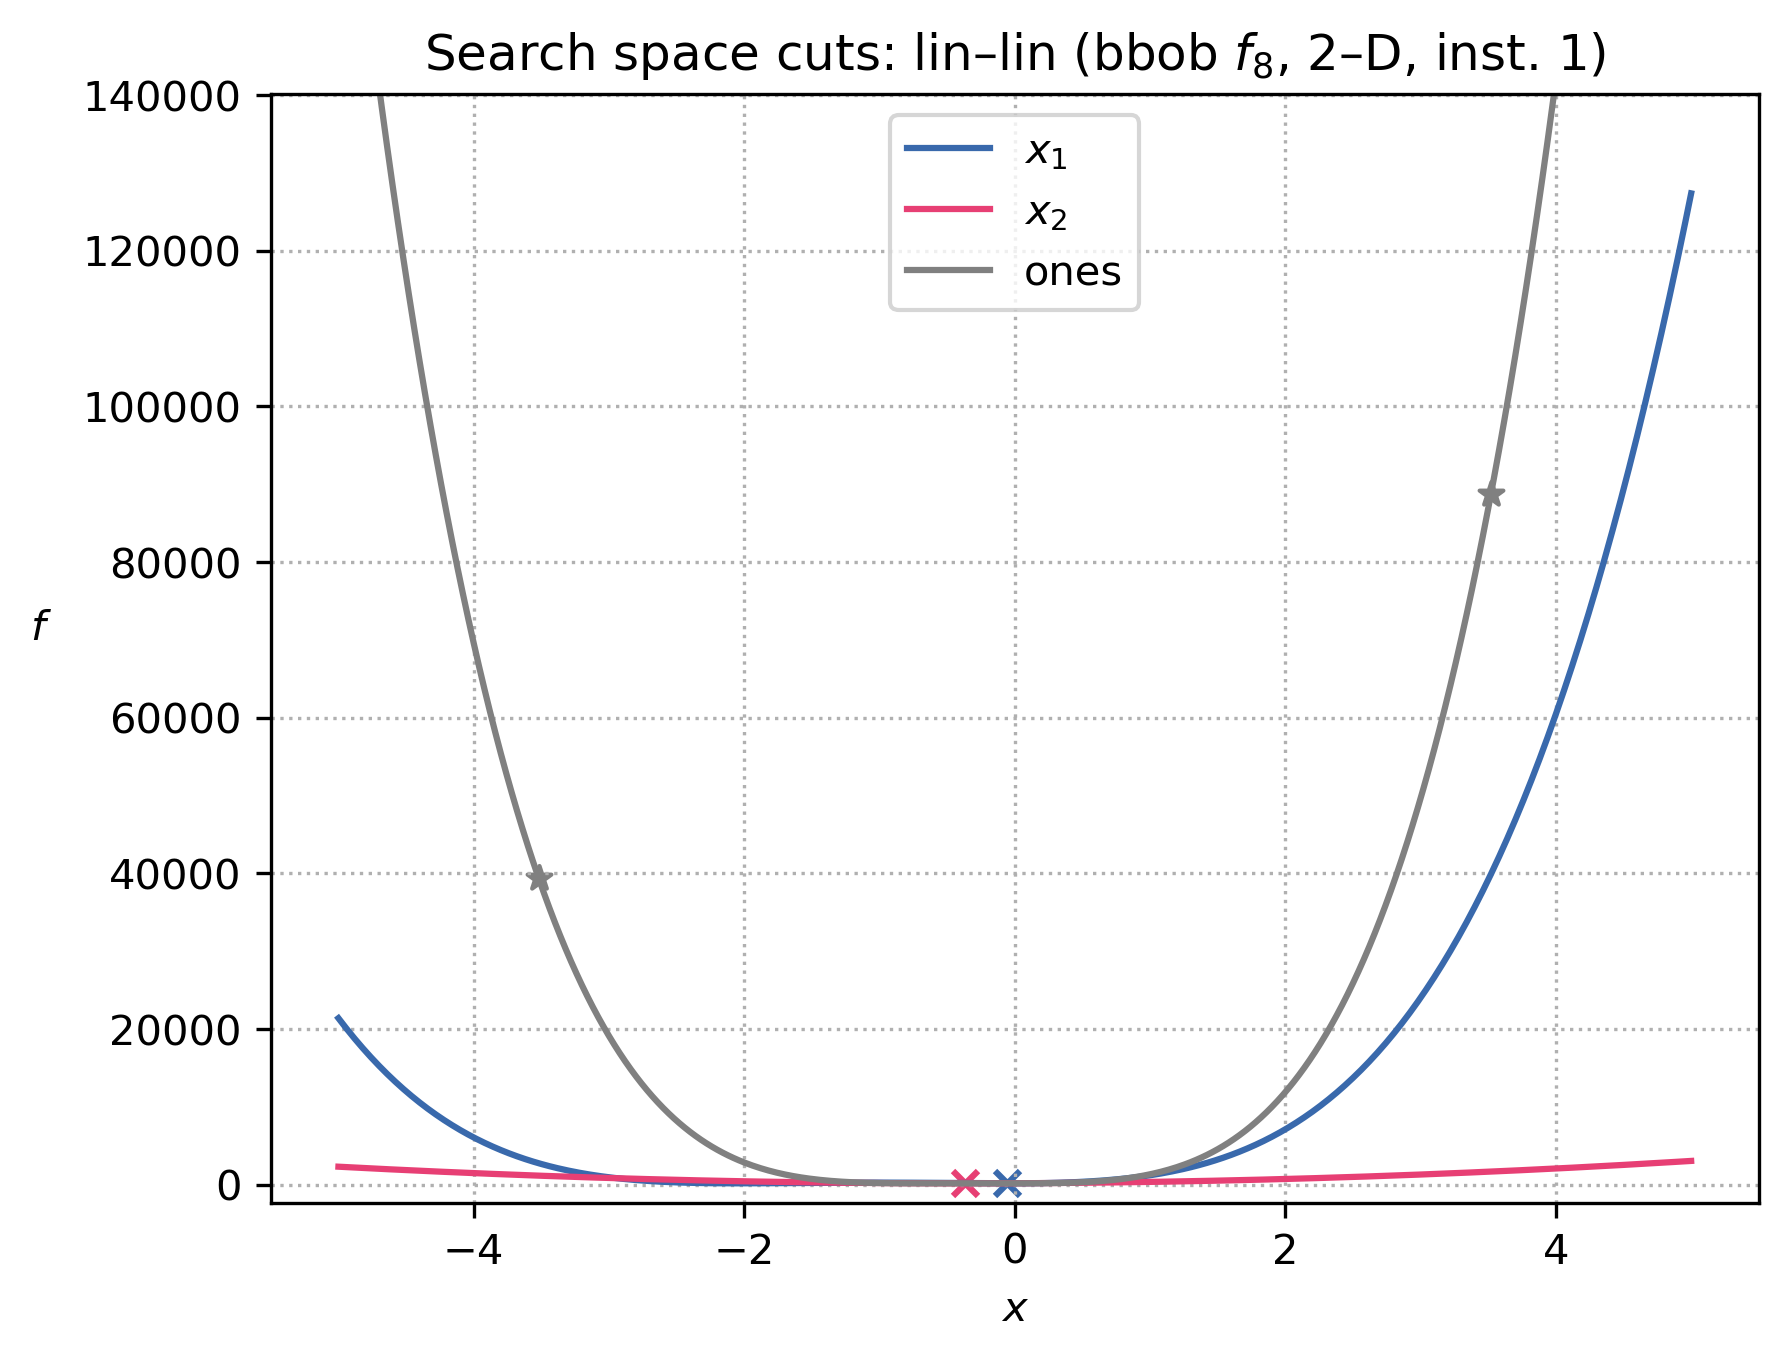 Search space cuts: lin–lin (bbob f₈, 2–D, inst. 1)
140000
120000
100000
80000
60000
40000
20000
0
f
x₁
x₂
ones
−4
−2
0
2
4
x